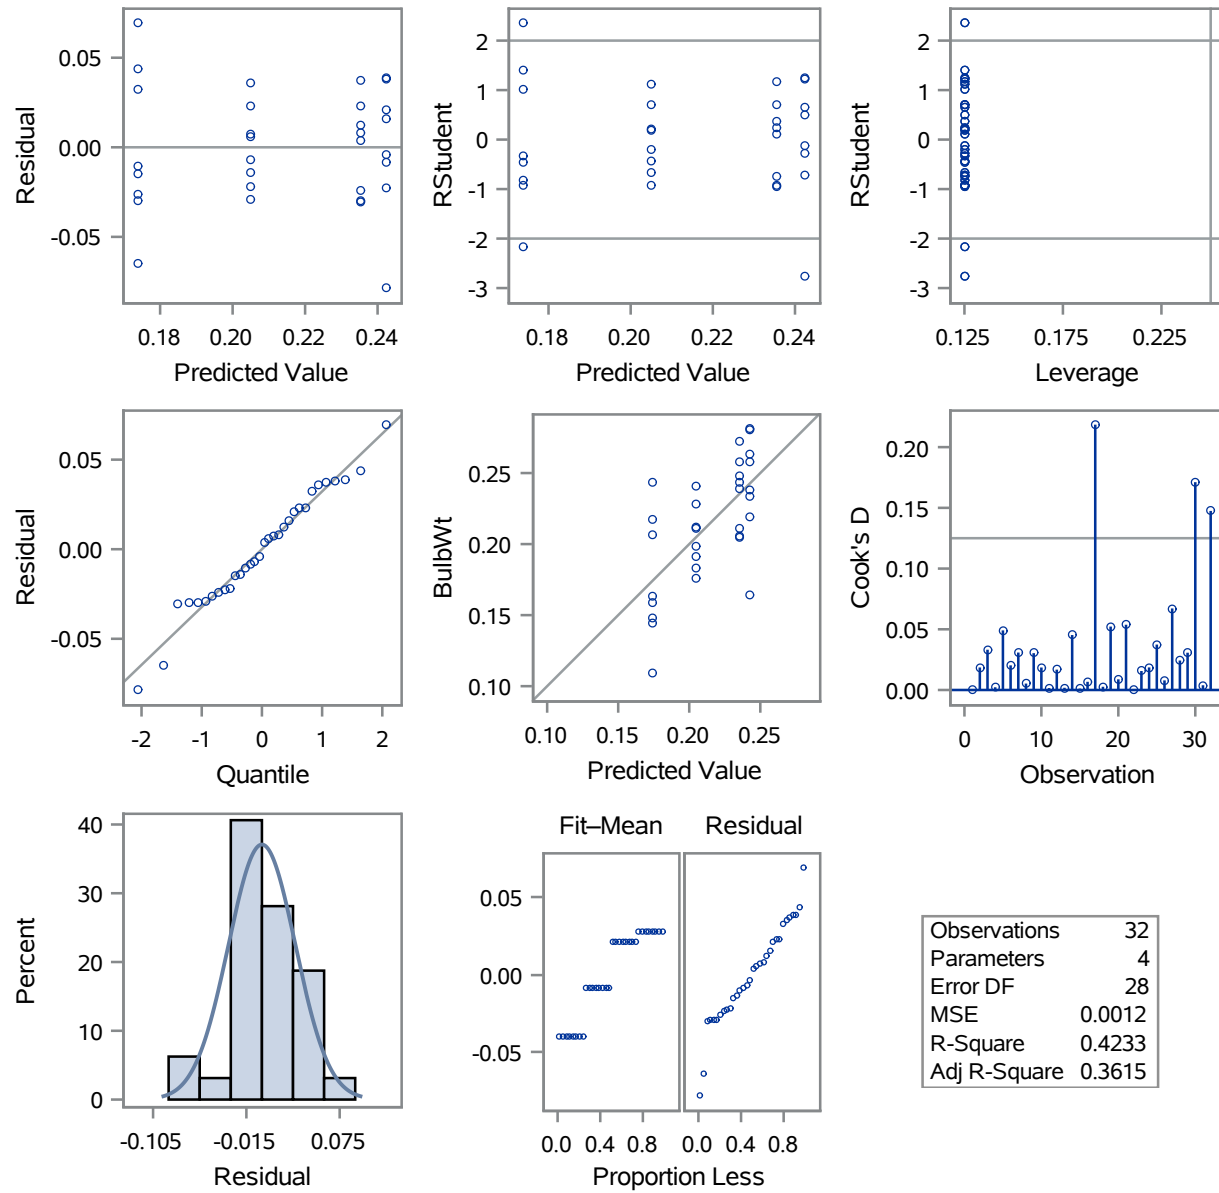 0.05
0.00
-0.05
Residual
0.18 0.20 0.22 0.24
Predicted Value
2
1
0
-1
-2
-3
RStudent
0.18 0.20 0.22 0.24
Predicted Value
2
1
0
-1
-2
-3
RStudent
0.125 0.175 0.225
Leverage
0.05
0.00
-0.05
Residual
-2 -1 0 1 2
Quantile
0.25
0.20
0.15
0.10
BulbWt
0.10 0.15 0.20 0.25
Predicted Value
0.20
0.15
0.10
0.05
0.00
Cook's D
0 10 20 30
Observation
40
30
20
10
0
Percent
-0.105 -0.015 0.075
Residual
Fit–Mean Residual
0.05
0.00
-0.05
0.0 0.4 0.8 0.0 0.4 0.8
Proportion Less
Observations 32
Parameters 4
Error DF 28
MSE 0.0012
R-Square 0.4233
Adj R-Square 0.3615